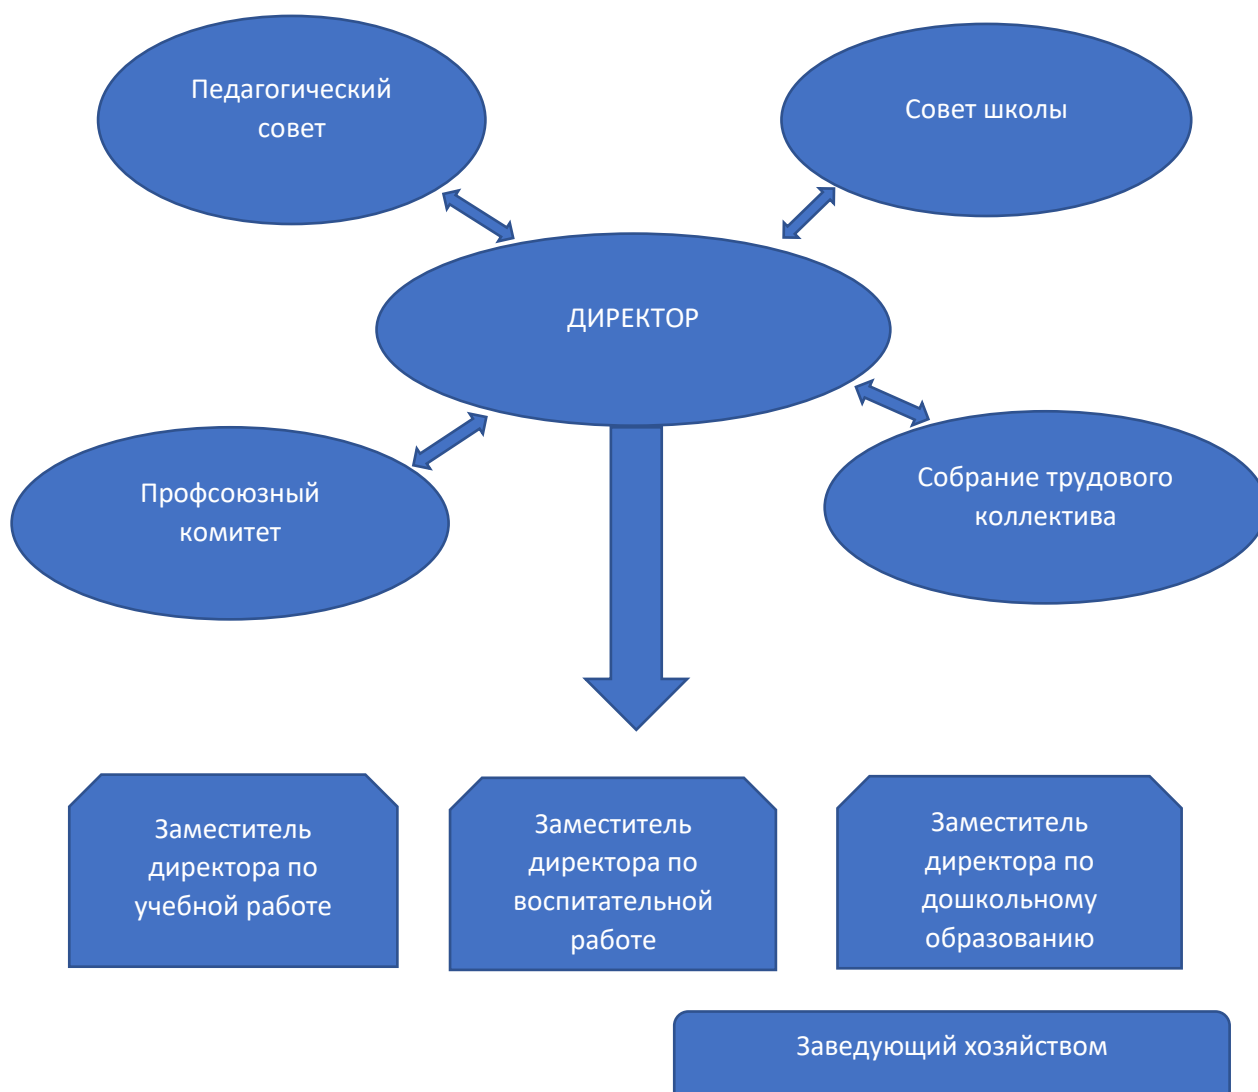 Педагогический
совет
Совет школы
ДИРЕКТОР
Профсоюзный
комитет
Собрание трудового
коллектива
Заместитель
директора по
учебной работе
Заместитель
директора по
воспитательной
работе
Заместитель
директора по
дошкольному
образованию
Заведующий хозяйством